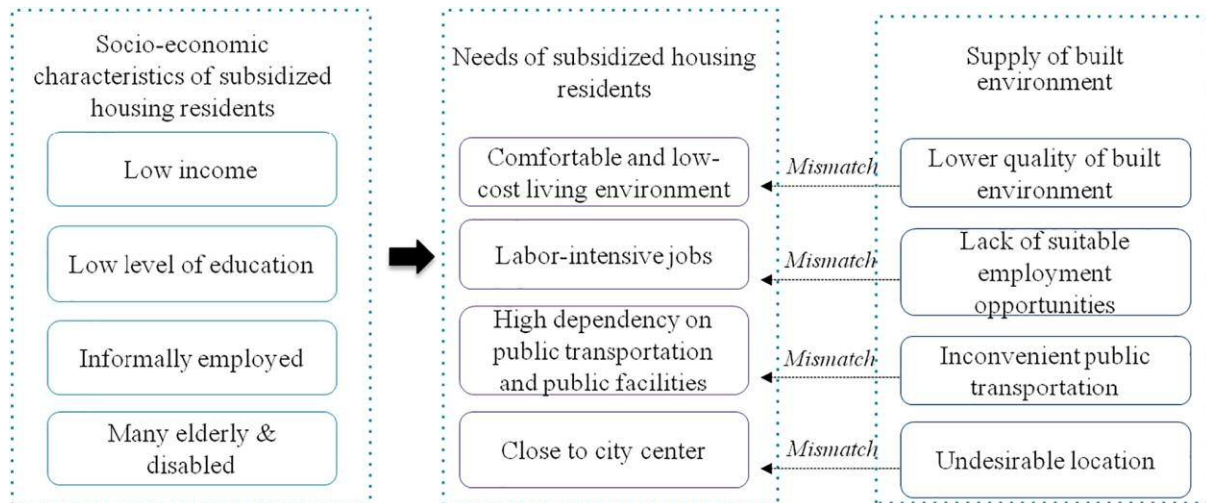 Socio-economic
characteristics of subsidized
housing residents
Low income
Low level of education
Informally employed
Many elderly &
disabled
Needs of subsidized housing
residents
Comfortable and low-
cost living environment
Labor-intensive jobs
High dependency on
public transportation
and public facilities
Close to city center
Mismatch
Mismatch
Mismatch
Mismatch
Supply of built
environment
Lower quality of built
environment
Lack of suitable
employment
opportunities
Inconvenient public
transportation
Undesirable location